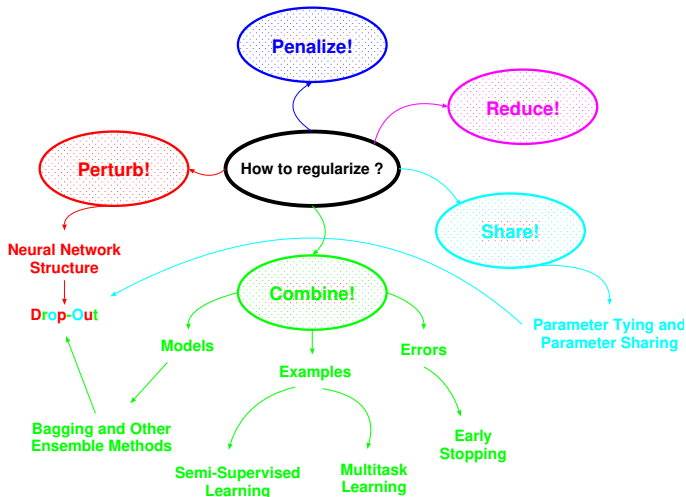 Penalize!
Reduce!
How to regularize ?
Perturb!
Share!
Neural Network
Structure
Combine!
Drop-Out
Parameter Tying and
Parameter Sharing
Models
Errors
Examples
Bagging and Other
Ensemble Methods
Early
Stopping
Semi-Supervised
Learning
Multitask
Learning